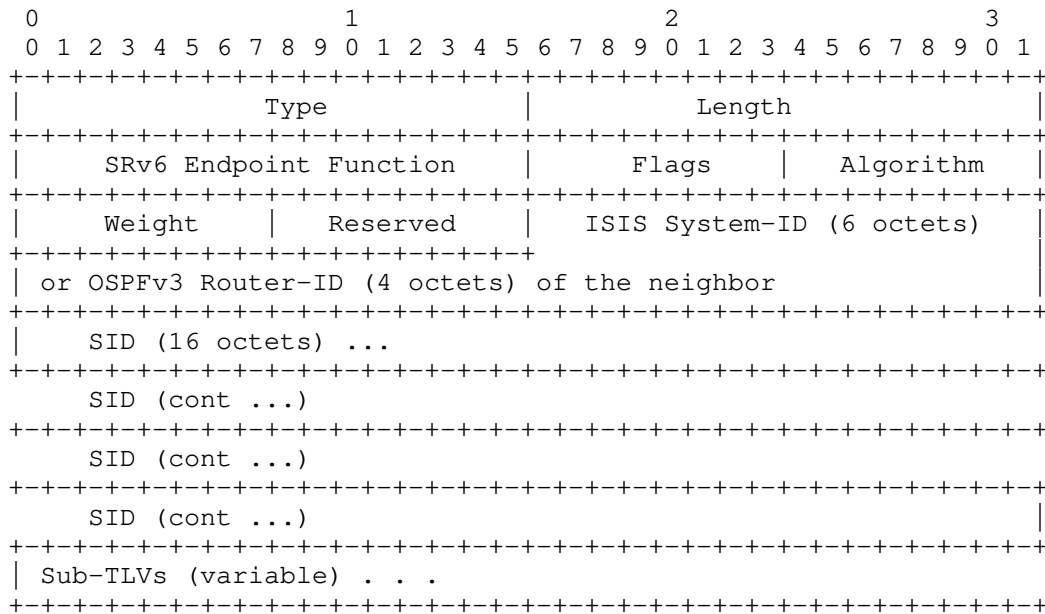 0                   1                   2                   3
0 1 2 3 4 5 6 7 8 9 0 1 2 3 4 5 6 7 8 9 0 1 2 3 4 5 6 7 8 9 0 1
+-+-+-+-+-+-+-+-+-+-+-+-+-+-+-+-+-+-+-+-+-+-+-+-+-+-+-+-+-+-+-+-+
|               Type            |          Length               |
+-+-+-+-+-+-+-+-+-+-+-+-+-+-+-+-+-+-+-+-+-+-+-+-+-+-+-+-+-+-+-+-+
|     SRv6 Endpoint Function    |      Flags    |   Algorithm   |
+-+-+-+-+-+-+-+-+-+-+-+-+-+-+-+-+-+-+-+-+-+-+-+-+-+-+-+-+-+-+-+-+
|     Weight    |   Reserved    |   ISIS System-ID (6 octets)   |
+-+-+-+-+-+-+-+-+-+-+-+-+-+-+-+-+                               |
| or OSPFv3 Router-ID (4 octets) of the neighbor                |
+-+-+-+-+-+-+-+-+-+-+-+-+-+-+-+-+-+-+-+-+-+-+-+-+-+-+-+-+-+-+-+-+
|    SID (16 octets) ...
+-+-+-+-+-+-+-+-+-+-+-+-+-+-+-+-+-+-+-+-+-+-+-+-+-+-+-+-+-+-+-+-+
     SID (cont ...)
+-+-+-+-+-+-+-+-+-+-+-+-+-+-+-+-+-+-+-+-+-+-+-+-+-+-+-+-+-+-+-+-+
     SID (cont ...)
+-+-+-+-+-+-+-+-+-+-+-+-+-+-+-+-+-+-+-+-+-+-+-+-+-+-+-+-+-+-+-+-+
     SID (cont ...)                                             |
+-+-+-+-+-+-+-+-+-+-+-+-+-+-+-+-+-+-+-+-+-+-+-+-+-+-+-+-+-+-+-+-+
| Sub-TLVs (variable) . . .
+-+-+-+-+-+-+-+-+-+-+-+-+-+-+-+-+-+-+-+-+-+-+-+-+-+-+-+-+-+-+-+-+